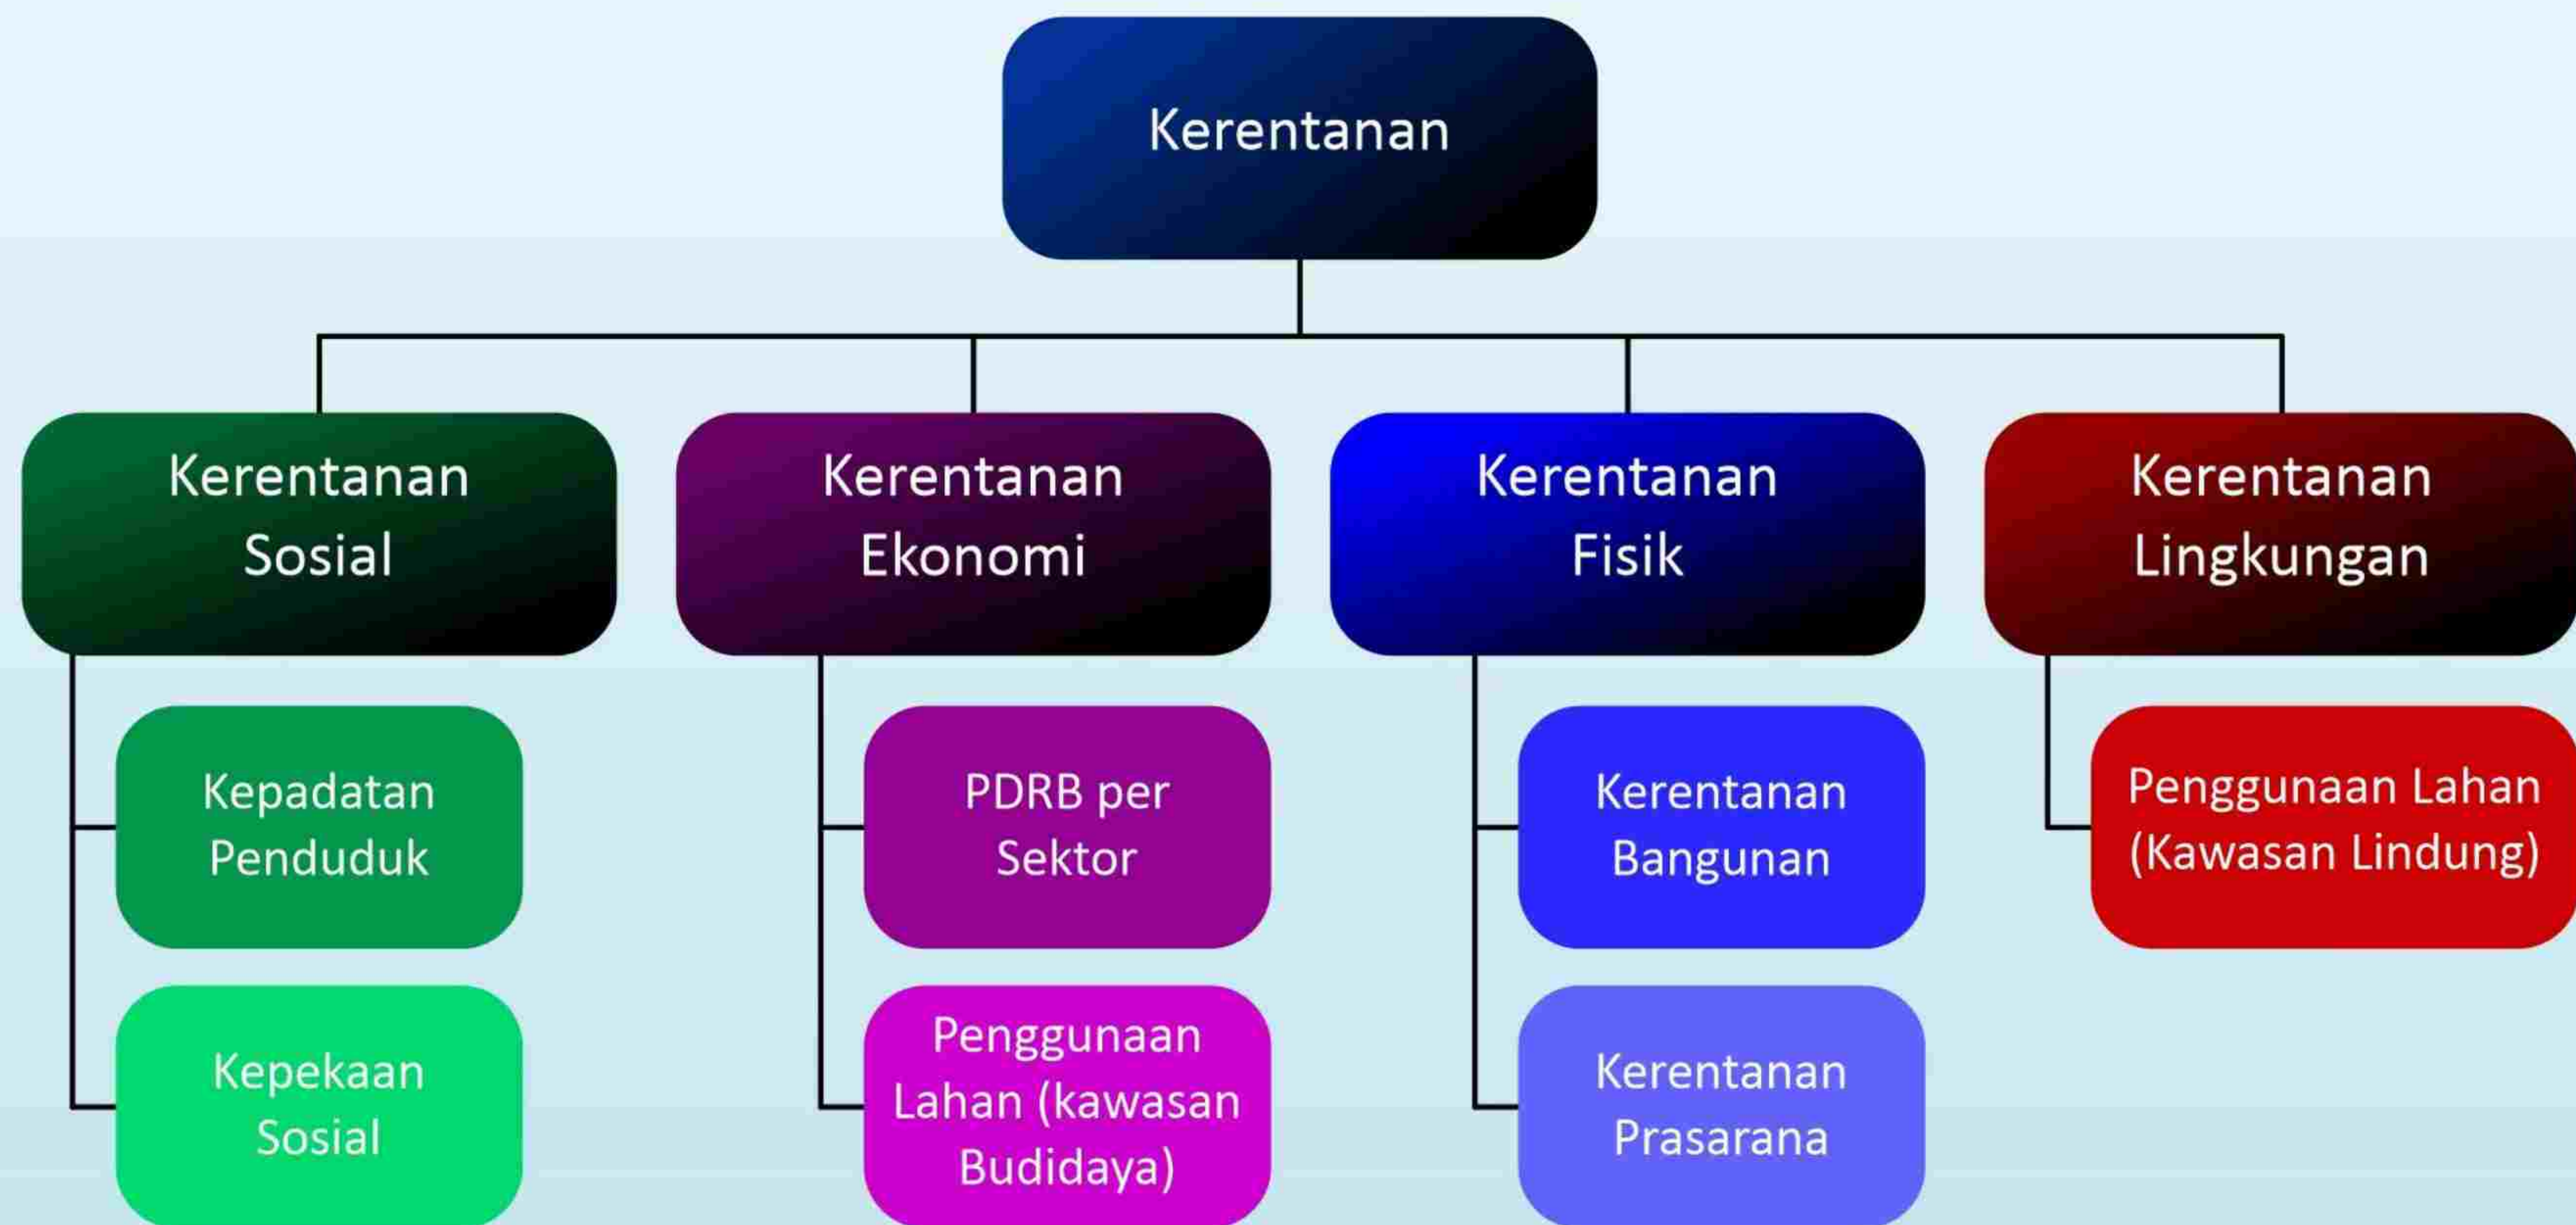 Kerentanan
Kerentanan
Sosial
Kerentanan
Ekonomi
Kerentanan
Fisik
Kerentanan
Lingkungan
Kepadatan
Penduduk
PDRB per
Sektor
Kerentanan
Bangunan
Penggunaan Lahan
(Kawasan Lindung)
Kepekaan
Sosial
Penggunaan
Lahan (kawasan
Budidaya)
Kerentanan
Prasarana